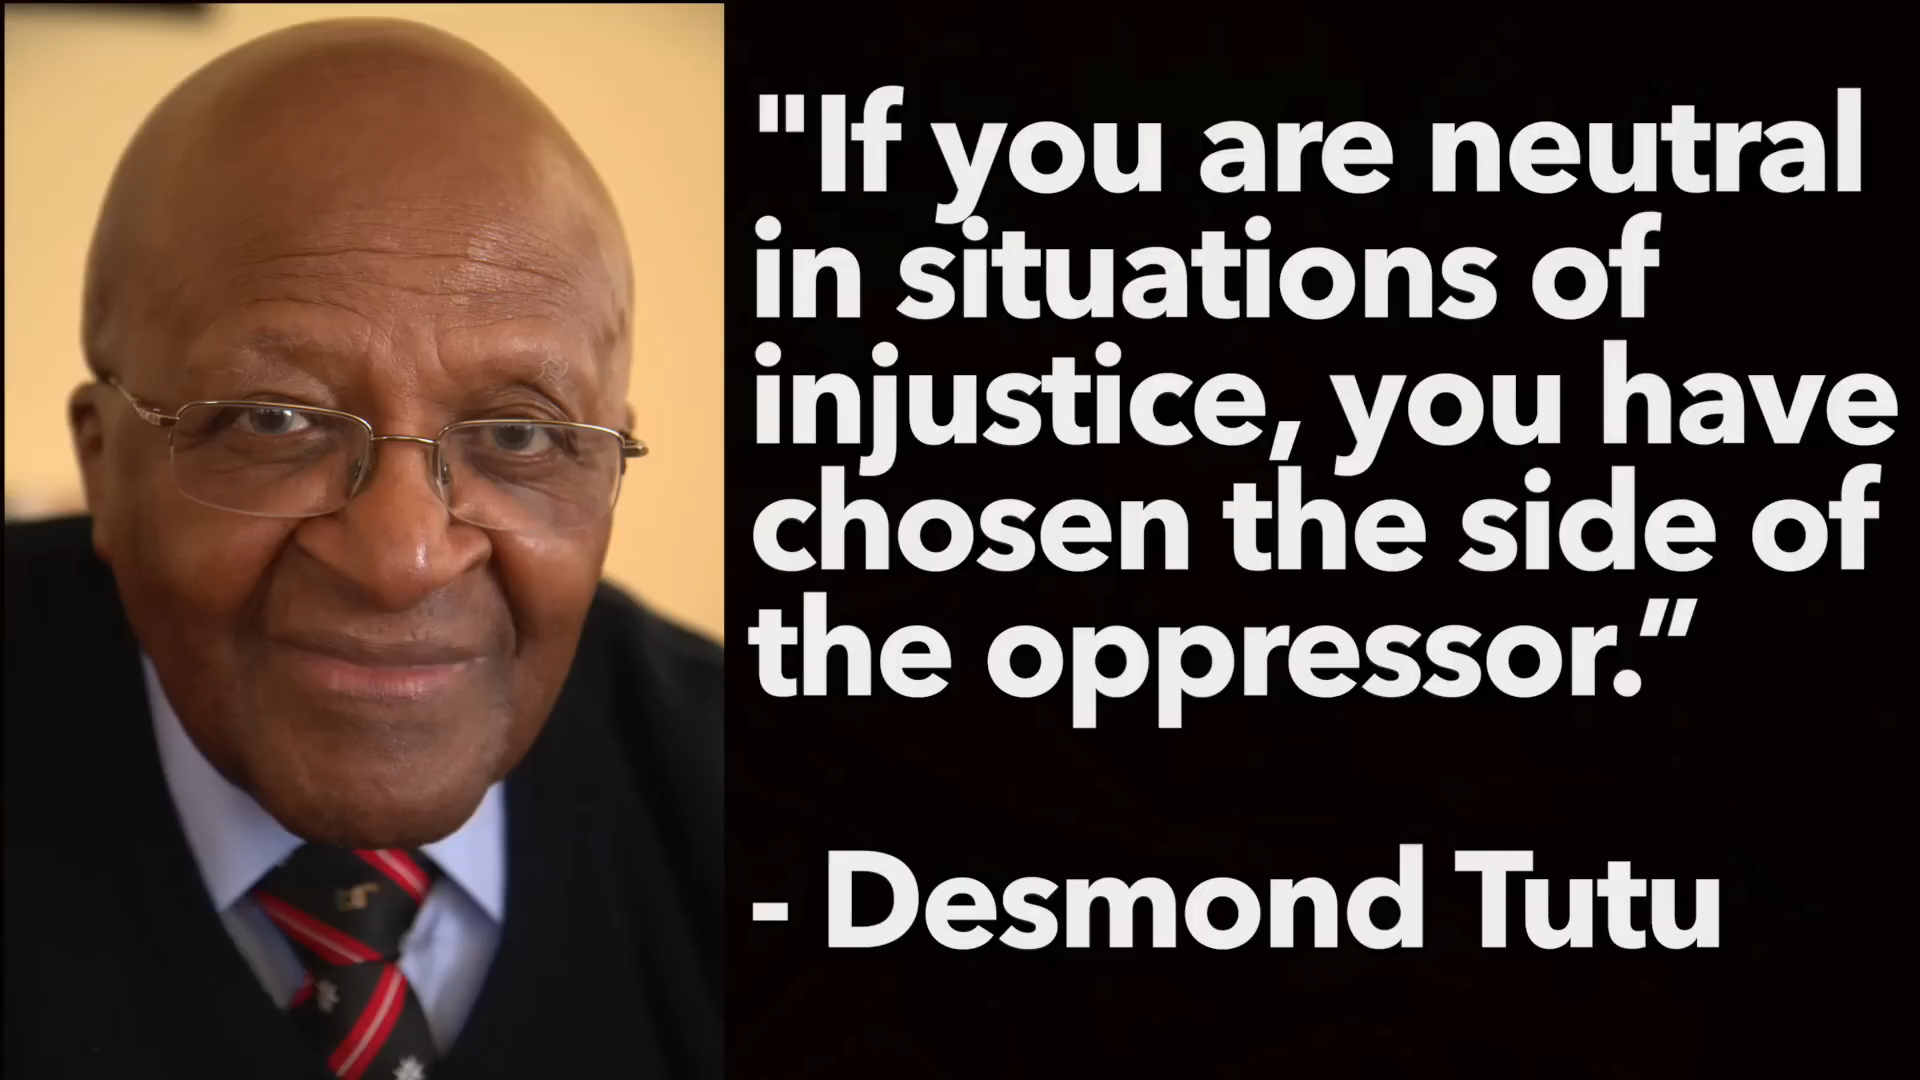 "If you are neutral
in situations of
injustice, you have
chosen the side of
the oppressor.”
- Desmond Tutu